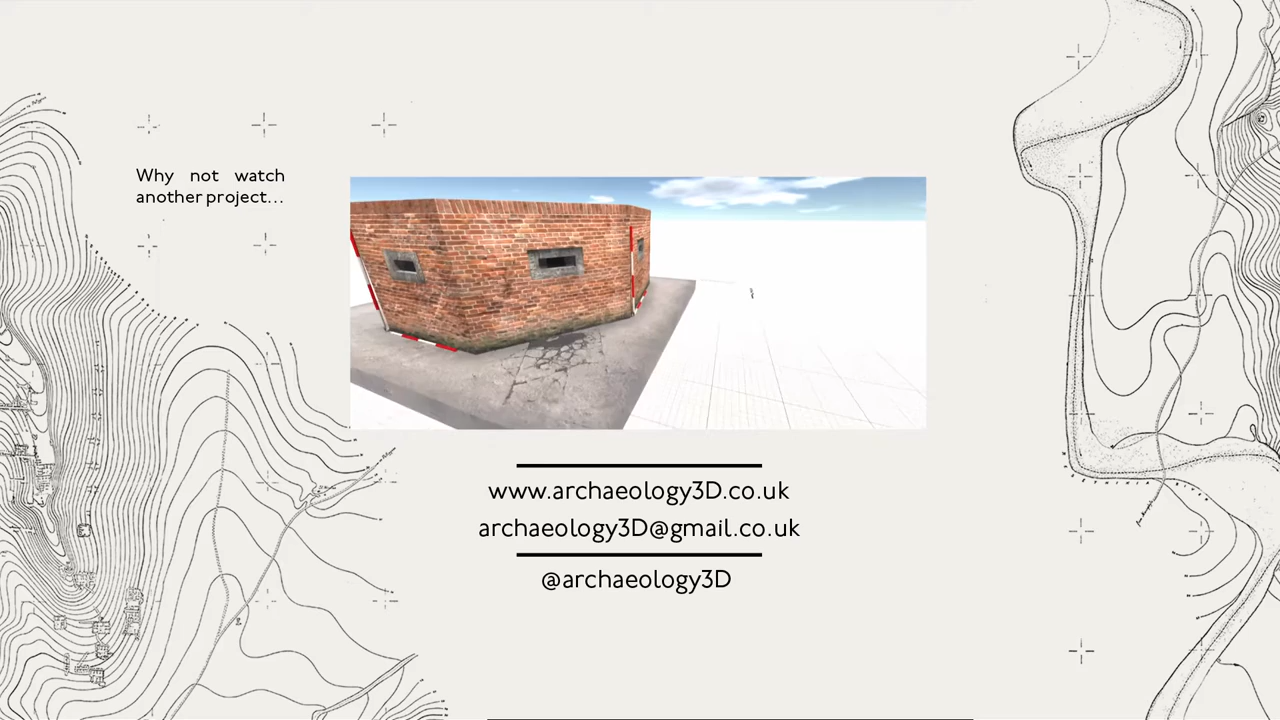 Why not watch
another project...
www.archaeology3D.co.uk
archaeology3D@gmail.co.uk
@archaeology3D